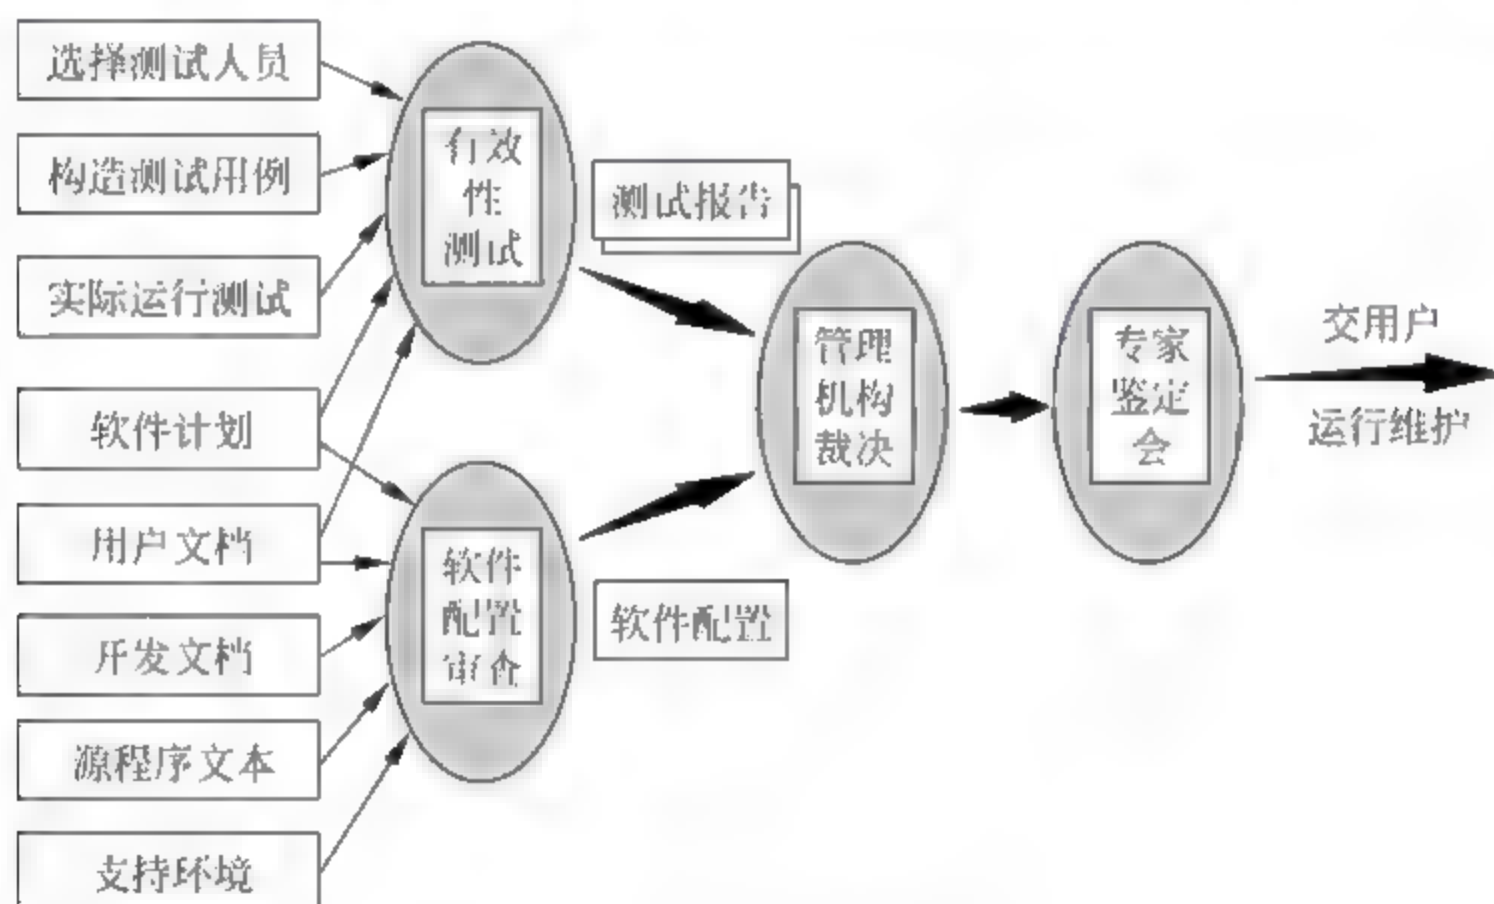 选择测试人员
构造测试用例
实际运行测试
软件计划
用户文档
开发文档
源程序文本
支持环境
有效
性
测试
软件
配置
审查
测试报告
软件配置
管理
机构
裁决
专家
鉴定
会
交用户
运行维护